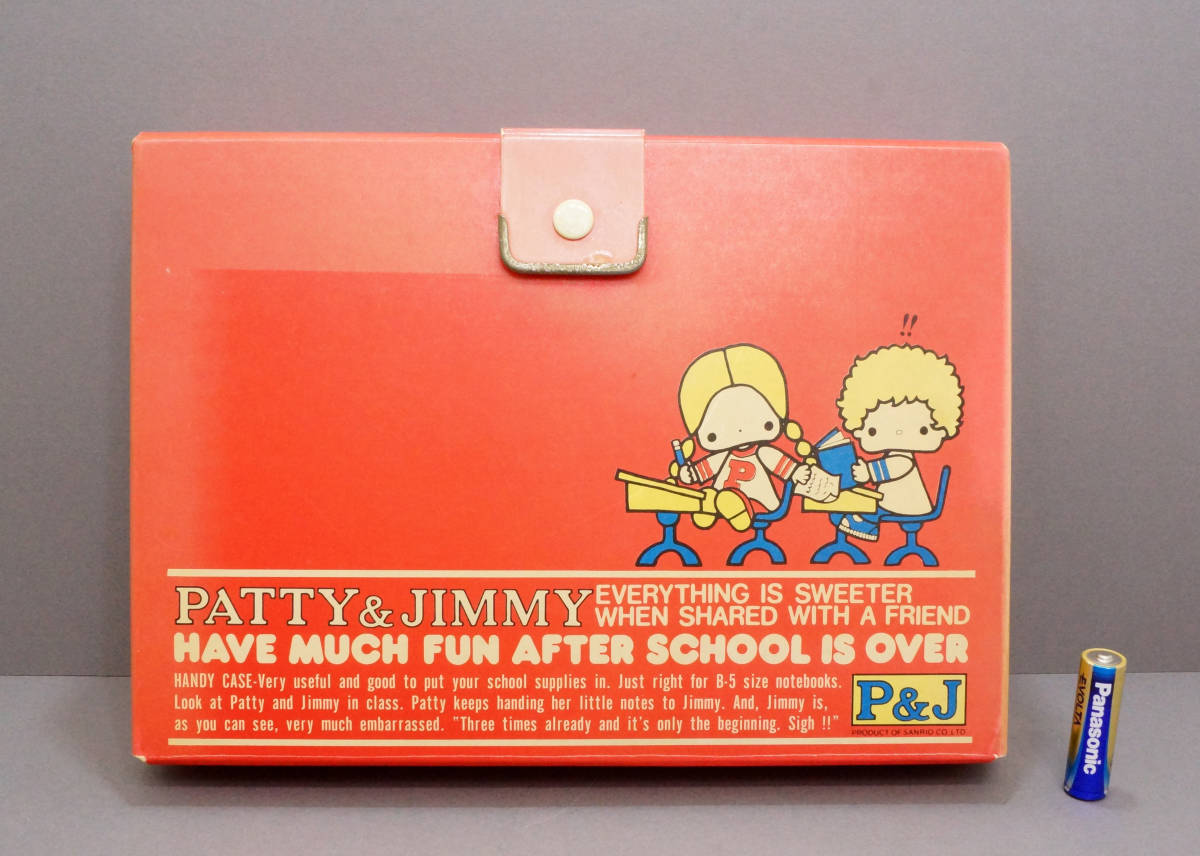 !!
P
PATTY & JIMMY
EVERYTHING IS SWEETER
WHEN SHARED WITH A FRIEND
HAVE MUCH FUN AFTER SCHOOL IS OVER
HANDY CASE-Very useful and good to put your school supplies in. Just right for B-5 size notebooks.
Look at Patty and Jimmy in class. Patty keeps handing her little notes to Jimmy. And, Jimmy is,
as you can see, very much embarrassed. "Three times already and it's only the beginning. Sigh !!"
P&J
PRODUCT OF SANRIO CO., LTD
Panasonic
EVOLTA